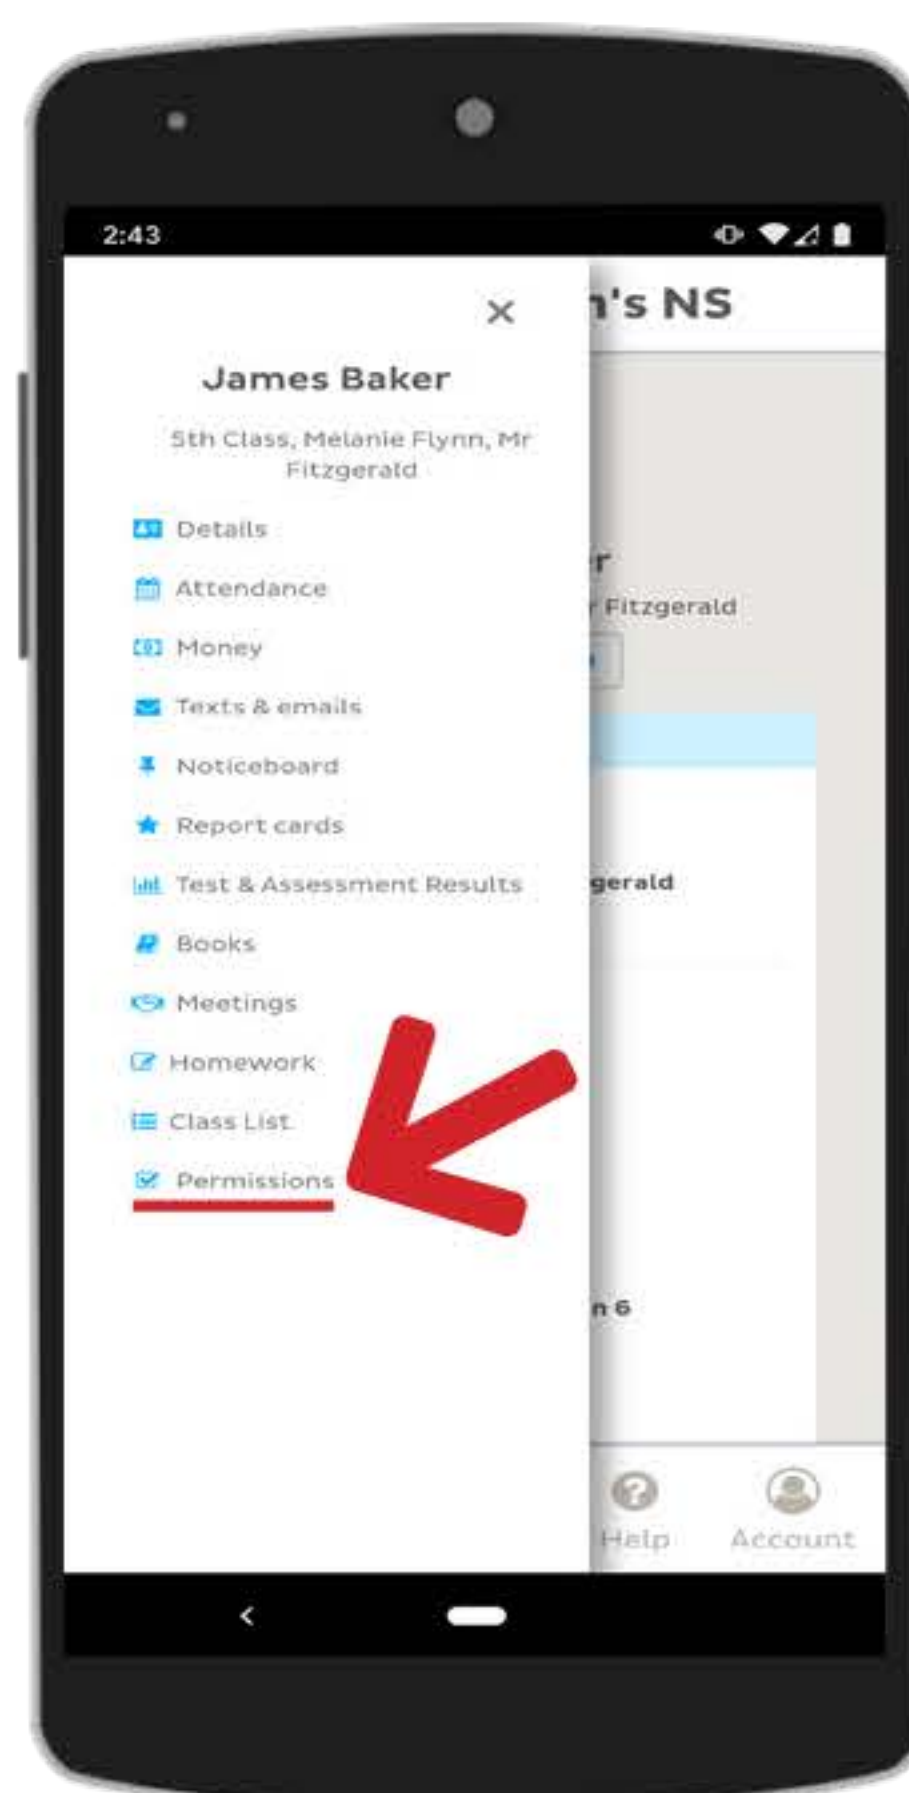 2:43
n's NS
James Baker
5th Class, Melanie Flynn, Mr
Fitzgerald
Details
Attendance
Money
Texts & emails
Noticeboard
Report cards
Test & Assessment Results
Books
Meetings
Homework
Class List
Permissions
r
r Fitzgerald
gerald
n 6
Help
Account